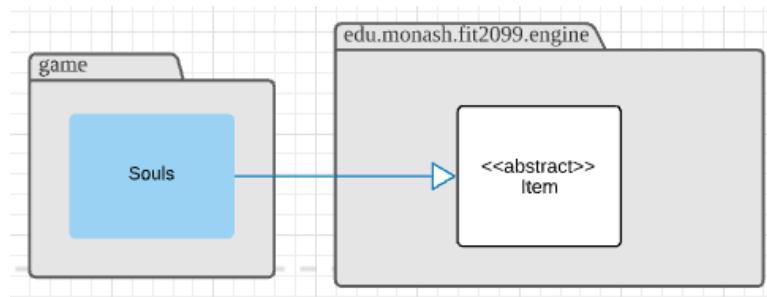 game
edu.monash.fit2099.engine
Souls
<<abstract>>
Item